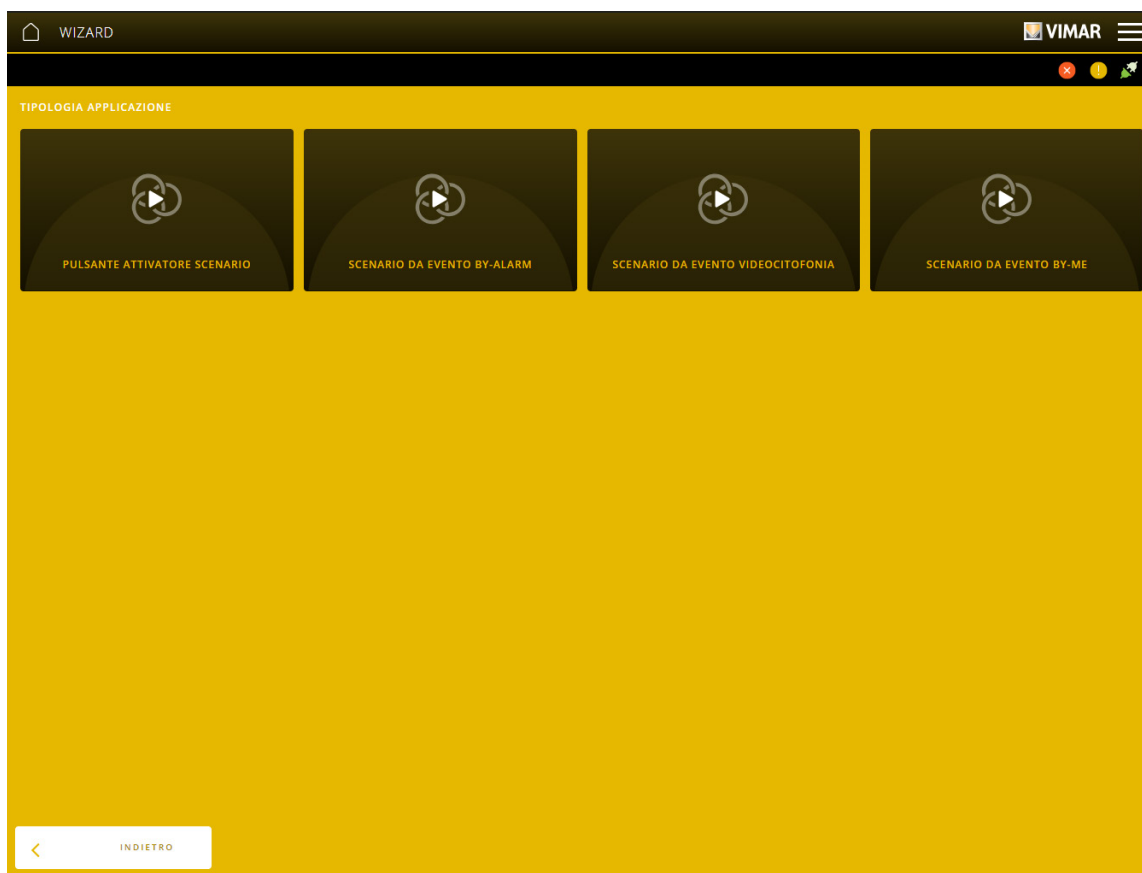 WIZARD
VIMAR
TIPOLOGIA APPLICAZIONE
PULSANTE ATTIVATORE SCENARIO
SCENARIO DA EVENTO BY-ALARM
SCENARIO DA EVENTO VIDEOCITOFONIA
SCENARIO DA EVENTO BY-ME
INDIETRO